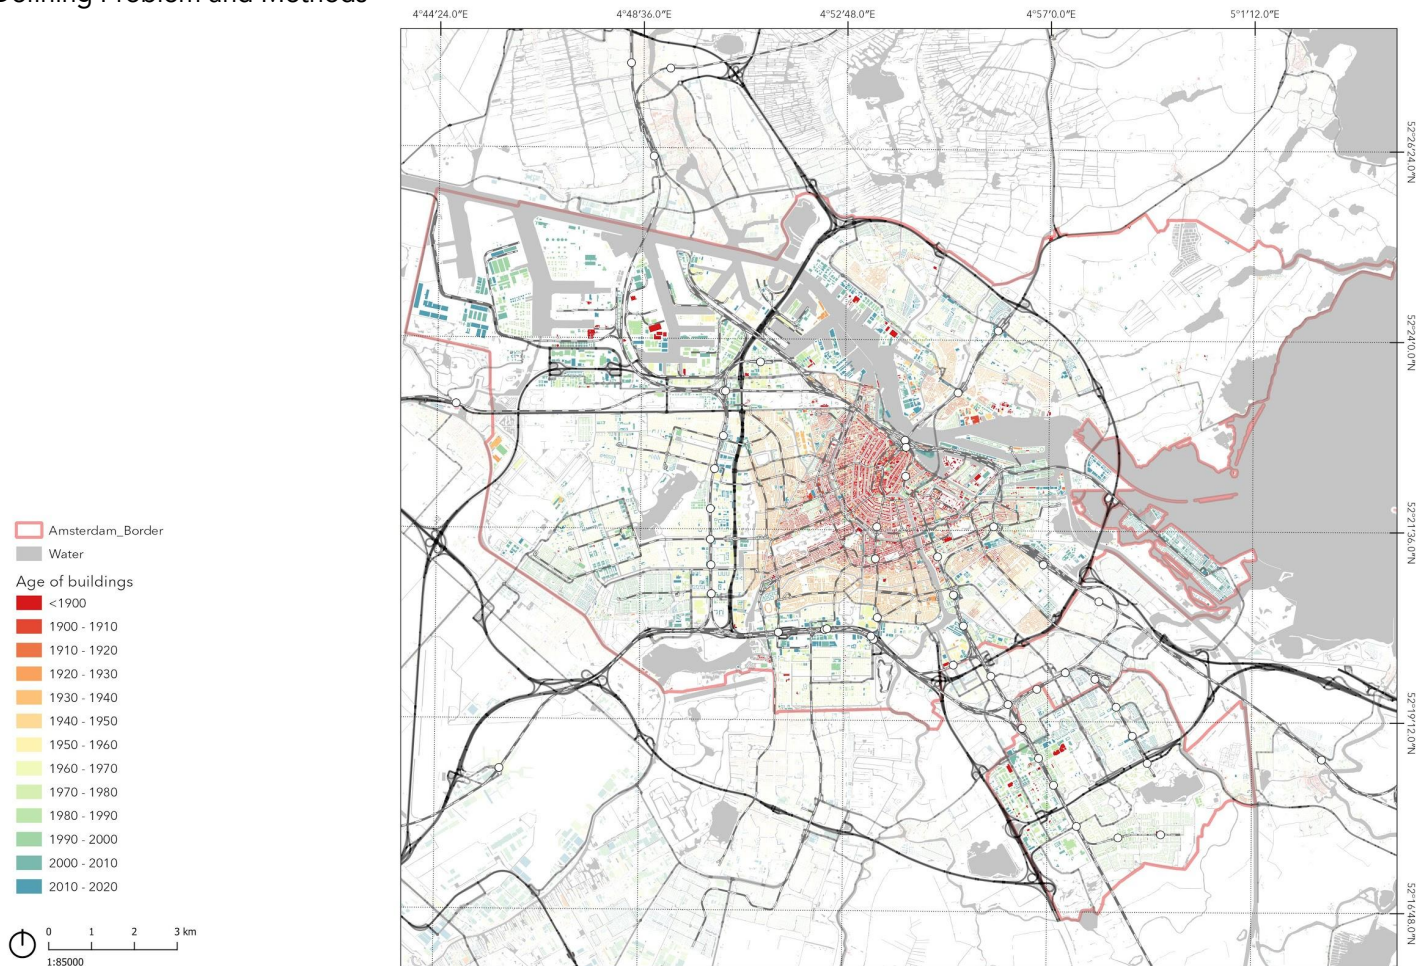 Defining Problem and Methods
4°44'24.0"E 4°48'36.0"E 4°52'48.0"E 4°57'0.0"E 5°1'12.0"E
52°26'24.0"N
52°24'0.0"N
52°21'36.0"N
52°19'12.0"N
52°16'48.0"N
Amsterdam_Border
Water
Age of buildings
<1900
1900 - 1910
1910 - 1920
1920 - 1930
1930 - 1940
1940 - 1950
1950 - 1960
1960 - 1970
1970 - 1980
1980 - 1990
1990 - 2000
2000 - 2010
2010 - 2020
0 1 2 3 km
1:85000